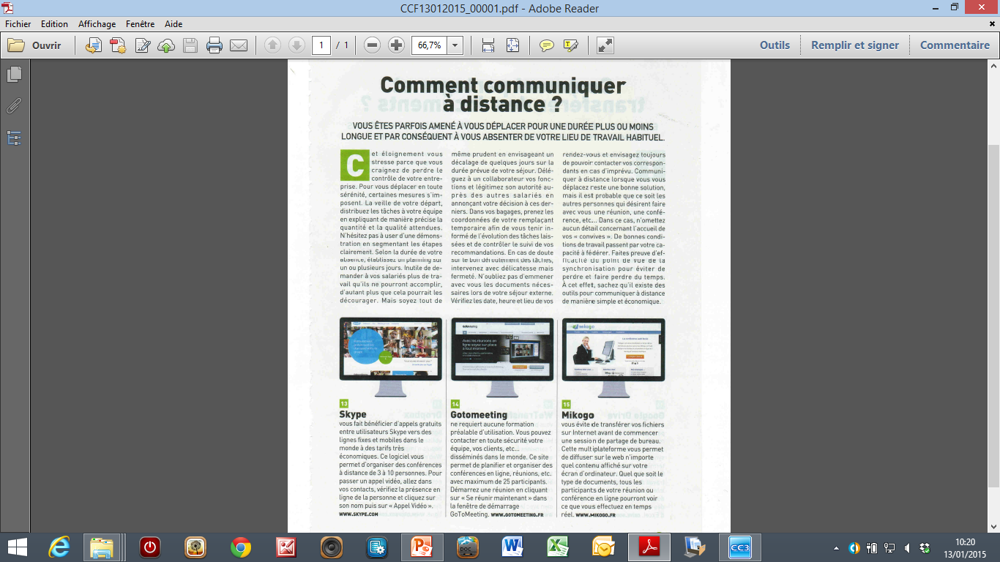 CCF13012015_00001.pdf - Adobe Reader
Fichier Edition Affichage Fenêtre Aide
Ouvrir 1 / 1 66,7% Outils Remplir et signer Commentaire
Comment communiquer
à distance ?
VOUS ÊTES PARFOIS AMENÉ À VOUS DÉPLACER POUR UNE DURÉE PLUS OU MOINS
LONGUE ET PAR CONSÉQUENT À VOUS ABSENTER DE VOTRE LIEU DE TRAVAIL HABITUEL.
Cet éloignement vous
stresse parce que vous
craignez de perdre le
contrôle de votre entre-
prise. Pour vous déplacer en toute
sérénité, certaines mesures s'im-
posent. La veille de votre départ,
distribuez les tâches à votre équipe
en expliquant de manière précise la
quantité et la qualité attendues.
N'hésitez pas à user d'une démons-
tration en segmentant les étapes
clairement. Selon la durée de votre
absence, établissez un planning sur
un ou plusieurs jours. Inutile de de-
mander à vos salariés plus de tra-
vail qu'ils ne pourront accomplir,
d'autant plus que cela pourrait les
décourager. Mais soyez tout de
même prudent en envisageant un
décalage de quelques jours sur la
durée prévue de votre séjour. Délé-
guez à un collaborateur vos fonc-
tions et légitimez son autorité au-
près des autres salariés en
annonçant votre décision à ces der-
niers. Dans vos bagages, prenez les
coordonnées de votre remplaçant
temporaire afin de vous tenir in-
formé de l'évolution des tâches lais-
sées et de contrôler le suivi de vos
recommandations. En cas de doute
sur le bon déroulement des tâches,
intervenez avec délicatesse mais
fermeté. N'oubliez pas d'emmener
avec vous les documents néces-
saires lors de votre séjour externe.
Vérifiez les date, heure et lieu de vos
rendez-vous et envisagez toujours
de pouvoir contacter vos correspon-
dants en cas d'imprévu. Communi-
quer à distance lorsque vous vous
déplacez reste une bonne solution,
mais il est probable que ce soit les
autres personnes qui désirent faire
avec vous une réunion, une confé-
rence, etc... Dans ce cas, n'omettez
aucun détail concernant l'accueil de
vos « convives ». De bonnes condi-
tions de travail passent par votre ca-
pacité à fédérer. Faites preuve d'ef-
ficacité du point de vue de la
synchronisation pour éviter de
perdre et faire perdre du temps.
À cet effet, sachez qu'il existe des
outils pour communiquer à distance
de manière simple et économique.
GoToMeeting
Avec les réunions en
ligne soyez sur place
à tout moment
mikogo
13
Skype
vous fait bénéficier d'appels gratuits
entre utilisateurs Skype vers des
lignes fixes et mobiles dans le
monde à des tarifs très
économiques. Ce logiciel vous
permet d'organiser des conférences
à distance de 3 à 10 personnes. Pour
passer un appel vidéo, allez dans
vos contacts, vérifiez la présence en
ligne de la personne et cliquez sur
son nom puis sur « Appel Vidéo ».
WWW.SKYPE.COM
14
Gotomeeting
ne requiert aucune formation
préalable d'utilisation. Vous pouvez
contacter en toute sécurité votre
équipe, vos clients, etc...
disséminés dans le monde. Ce site
permet de planifier et organiser des
conférences en ligne, réunions, etc.
avec maximum de 25 participants.
Démarrez une réunion en cliquant
sur « Se réunir maintenant » dans
la fenêtre de démarrage
GoToMeeting. WWW.GOTOMEETING.FR
15
Mikogo
vous évite de transférer vos fichiers
sur Internet avant de commencer
une session de partage de bureau.
Cette multiplateforme vous permet
de diffuser sur le web n'importe
quel contenu affiché sur votre
écran d'ordinateur. Quel que soit le
type de documents, tous les
participants de votre réunion ou
conférence en ligne pourront voir
ce que vous effectuez en temps
réel. WWW.MIKOGO.FR
DOC
CC3
10:20
13/01/2015